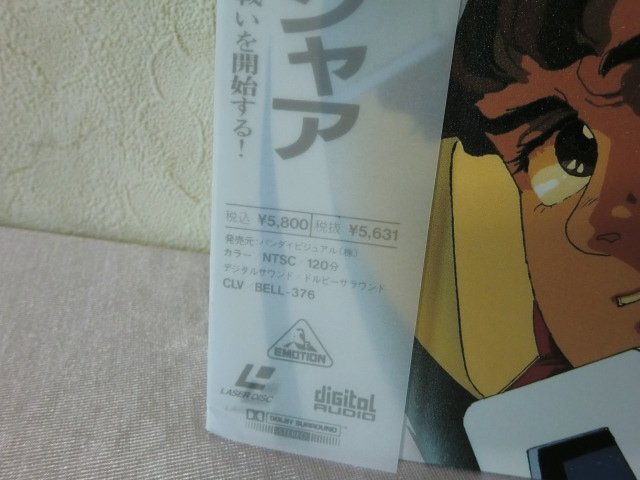 シャア
戦いを開始する!
税込 ¥5,800 税抜 ¥5,631
発売元:バンダイビジュアル(株)
カラー NTSC 120分
デジタルサウンド/ドルビーサラウンド
CLV/BELL-376
EMOTION
LASER DISC
digital AUDIO
DOLBY SURROUND
STEREO